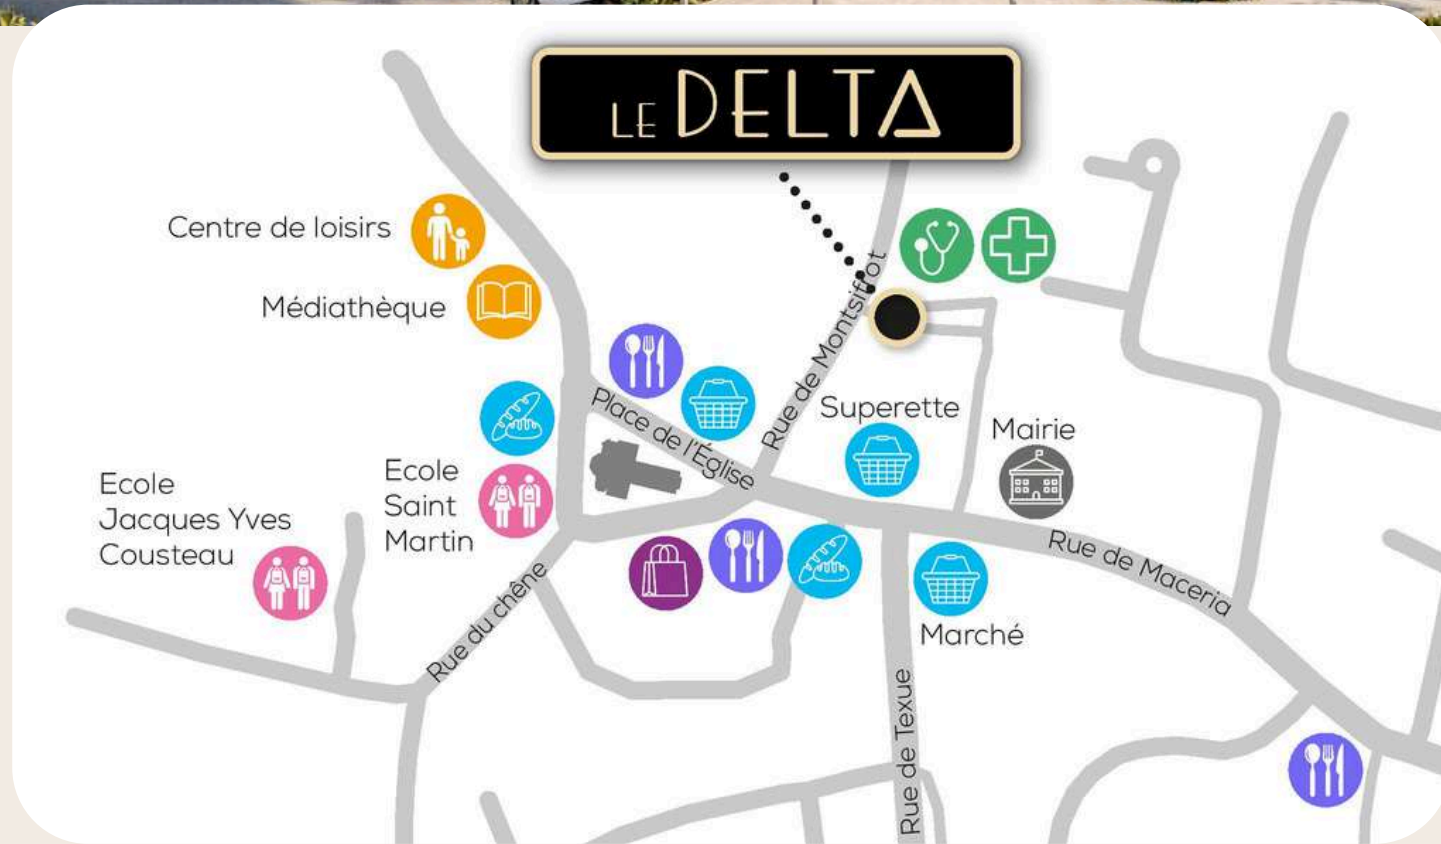 LE DELTA
Centre de loisirs
Médiathèque
Rue de Montsifrot
Place de l'Église
Superette
Mairie
Ecole
Saint
Martin
Ecole
Jacques Yves
Cousteau
Rue du chêne
Rue de Maceria
Marché
Rue de Texue